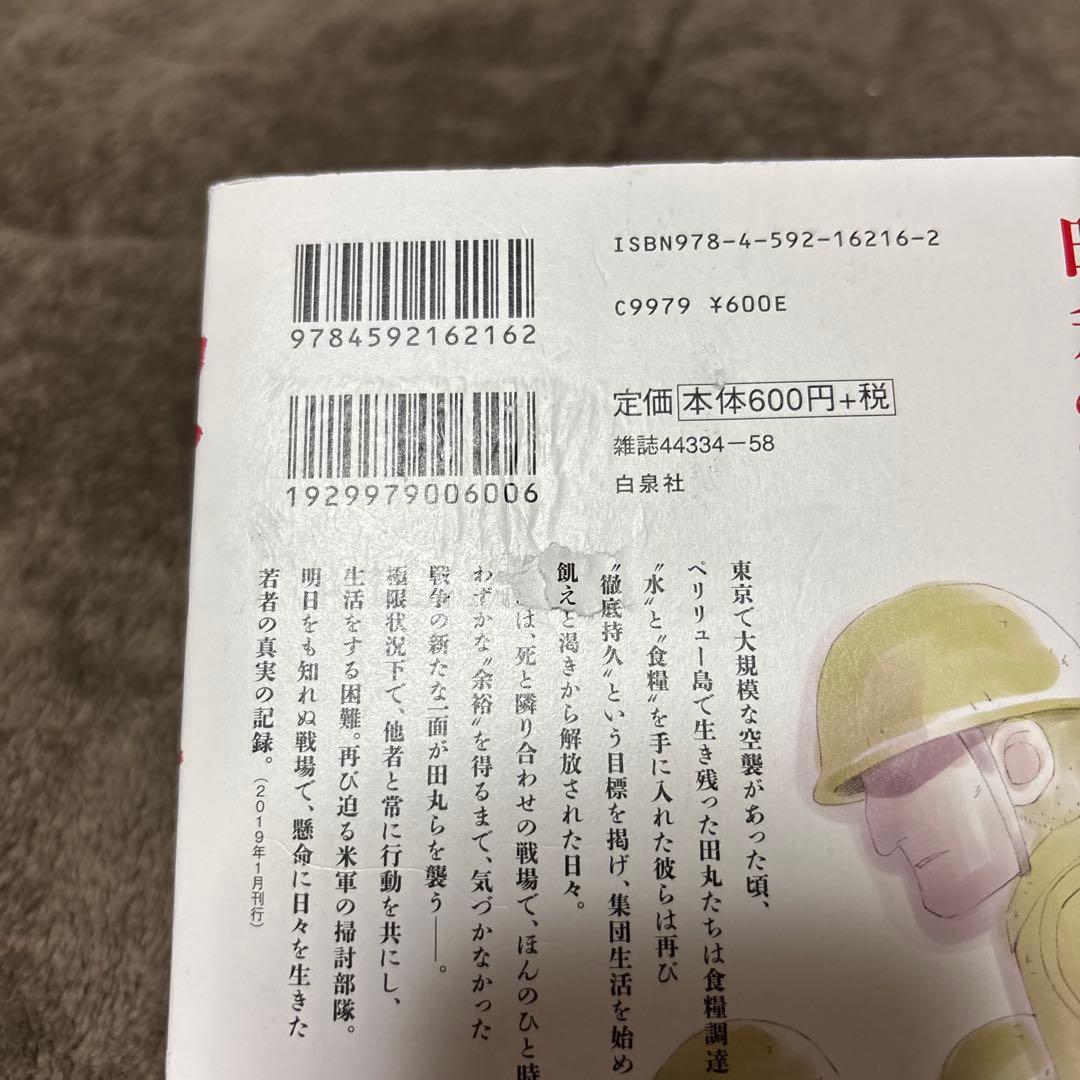 9784592162162
1929979006006
ISBN978-4-592-16216-2
C9979 ¥600E
定価 本体600円+税
雑誌44334-58
白泉社
東京で大規模な空襲があった頃、
ペリリュー島で生き残った田丸たちは食糧調達
〝水〟と〝食糧〟を手に入れた彼らは再び
〝徹底持久〟という目標を掲げ、集団生活を始め
飢えと渇きから解放された日々。
は、死と隣り合わせの戦場で、ほんのひと時
わずかな〝余裕〟を得るまで、気づかなかった
戦争の新たな一面が田丸らを襲う──。
極限状況下で、他者と常に行動を共にし、
生活をする困難。再び迫る米軍の掃討部隊。
明日をも知れぬ戦場で、懸命に日々を生きた
若者の真実の記録。(2019年1月刊行)